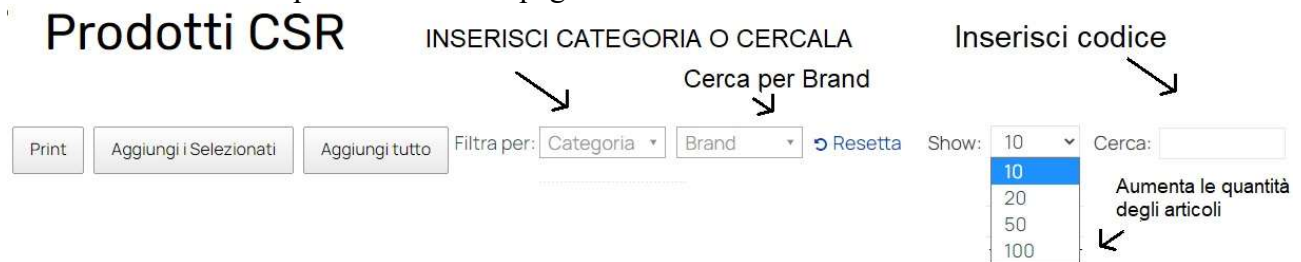 Prodotti CSR
INSERISCI CATEGORIA O CERCALA
Inserisci codice
Cerca per Brand
Print Aggiungi i Selezionati Aggiungi tutto Filtra per: Categoria Brand Resetta Show: 10 Cerca:
10
20
50
100
Aumenta le quantità
degli articoli